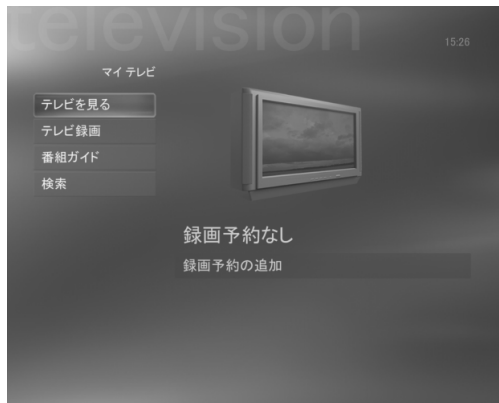 television
15:26
マイ テレビ
テレビを見る
テレビ録画
番組ガイド
検索
録画予約なし
録画予約の追加